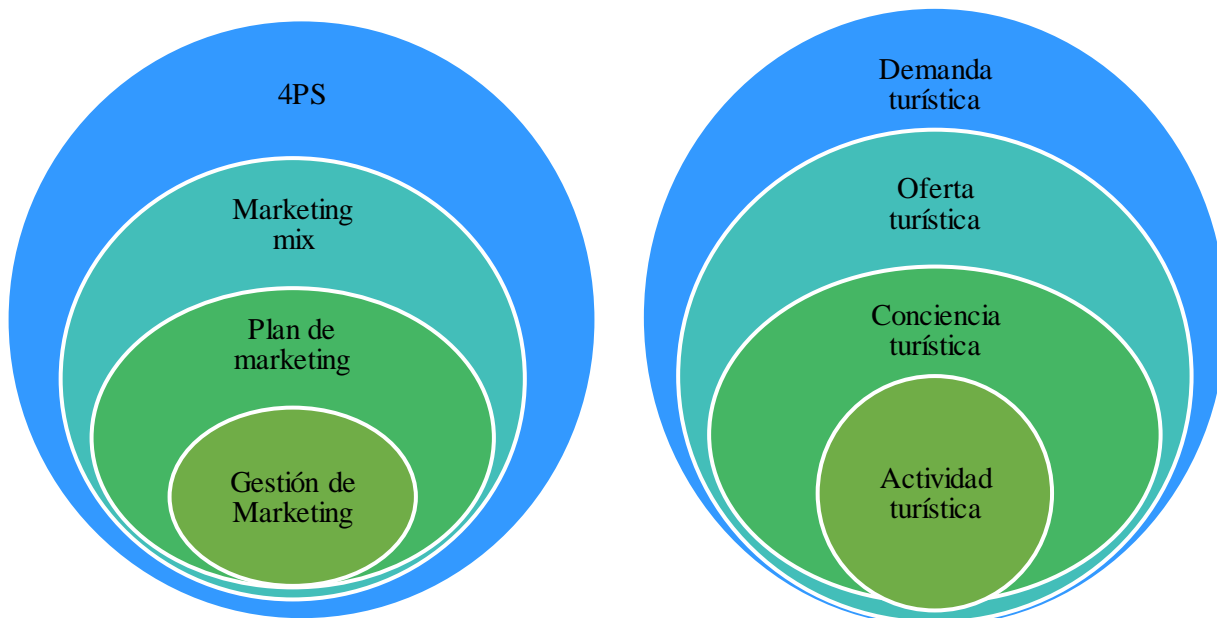 4PS
Marketing
mix
Plan de
marketing
Gestión de
Marketing
Demanda
turística
Oferta
turística
Conciencia
turística
Actividad
turística